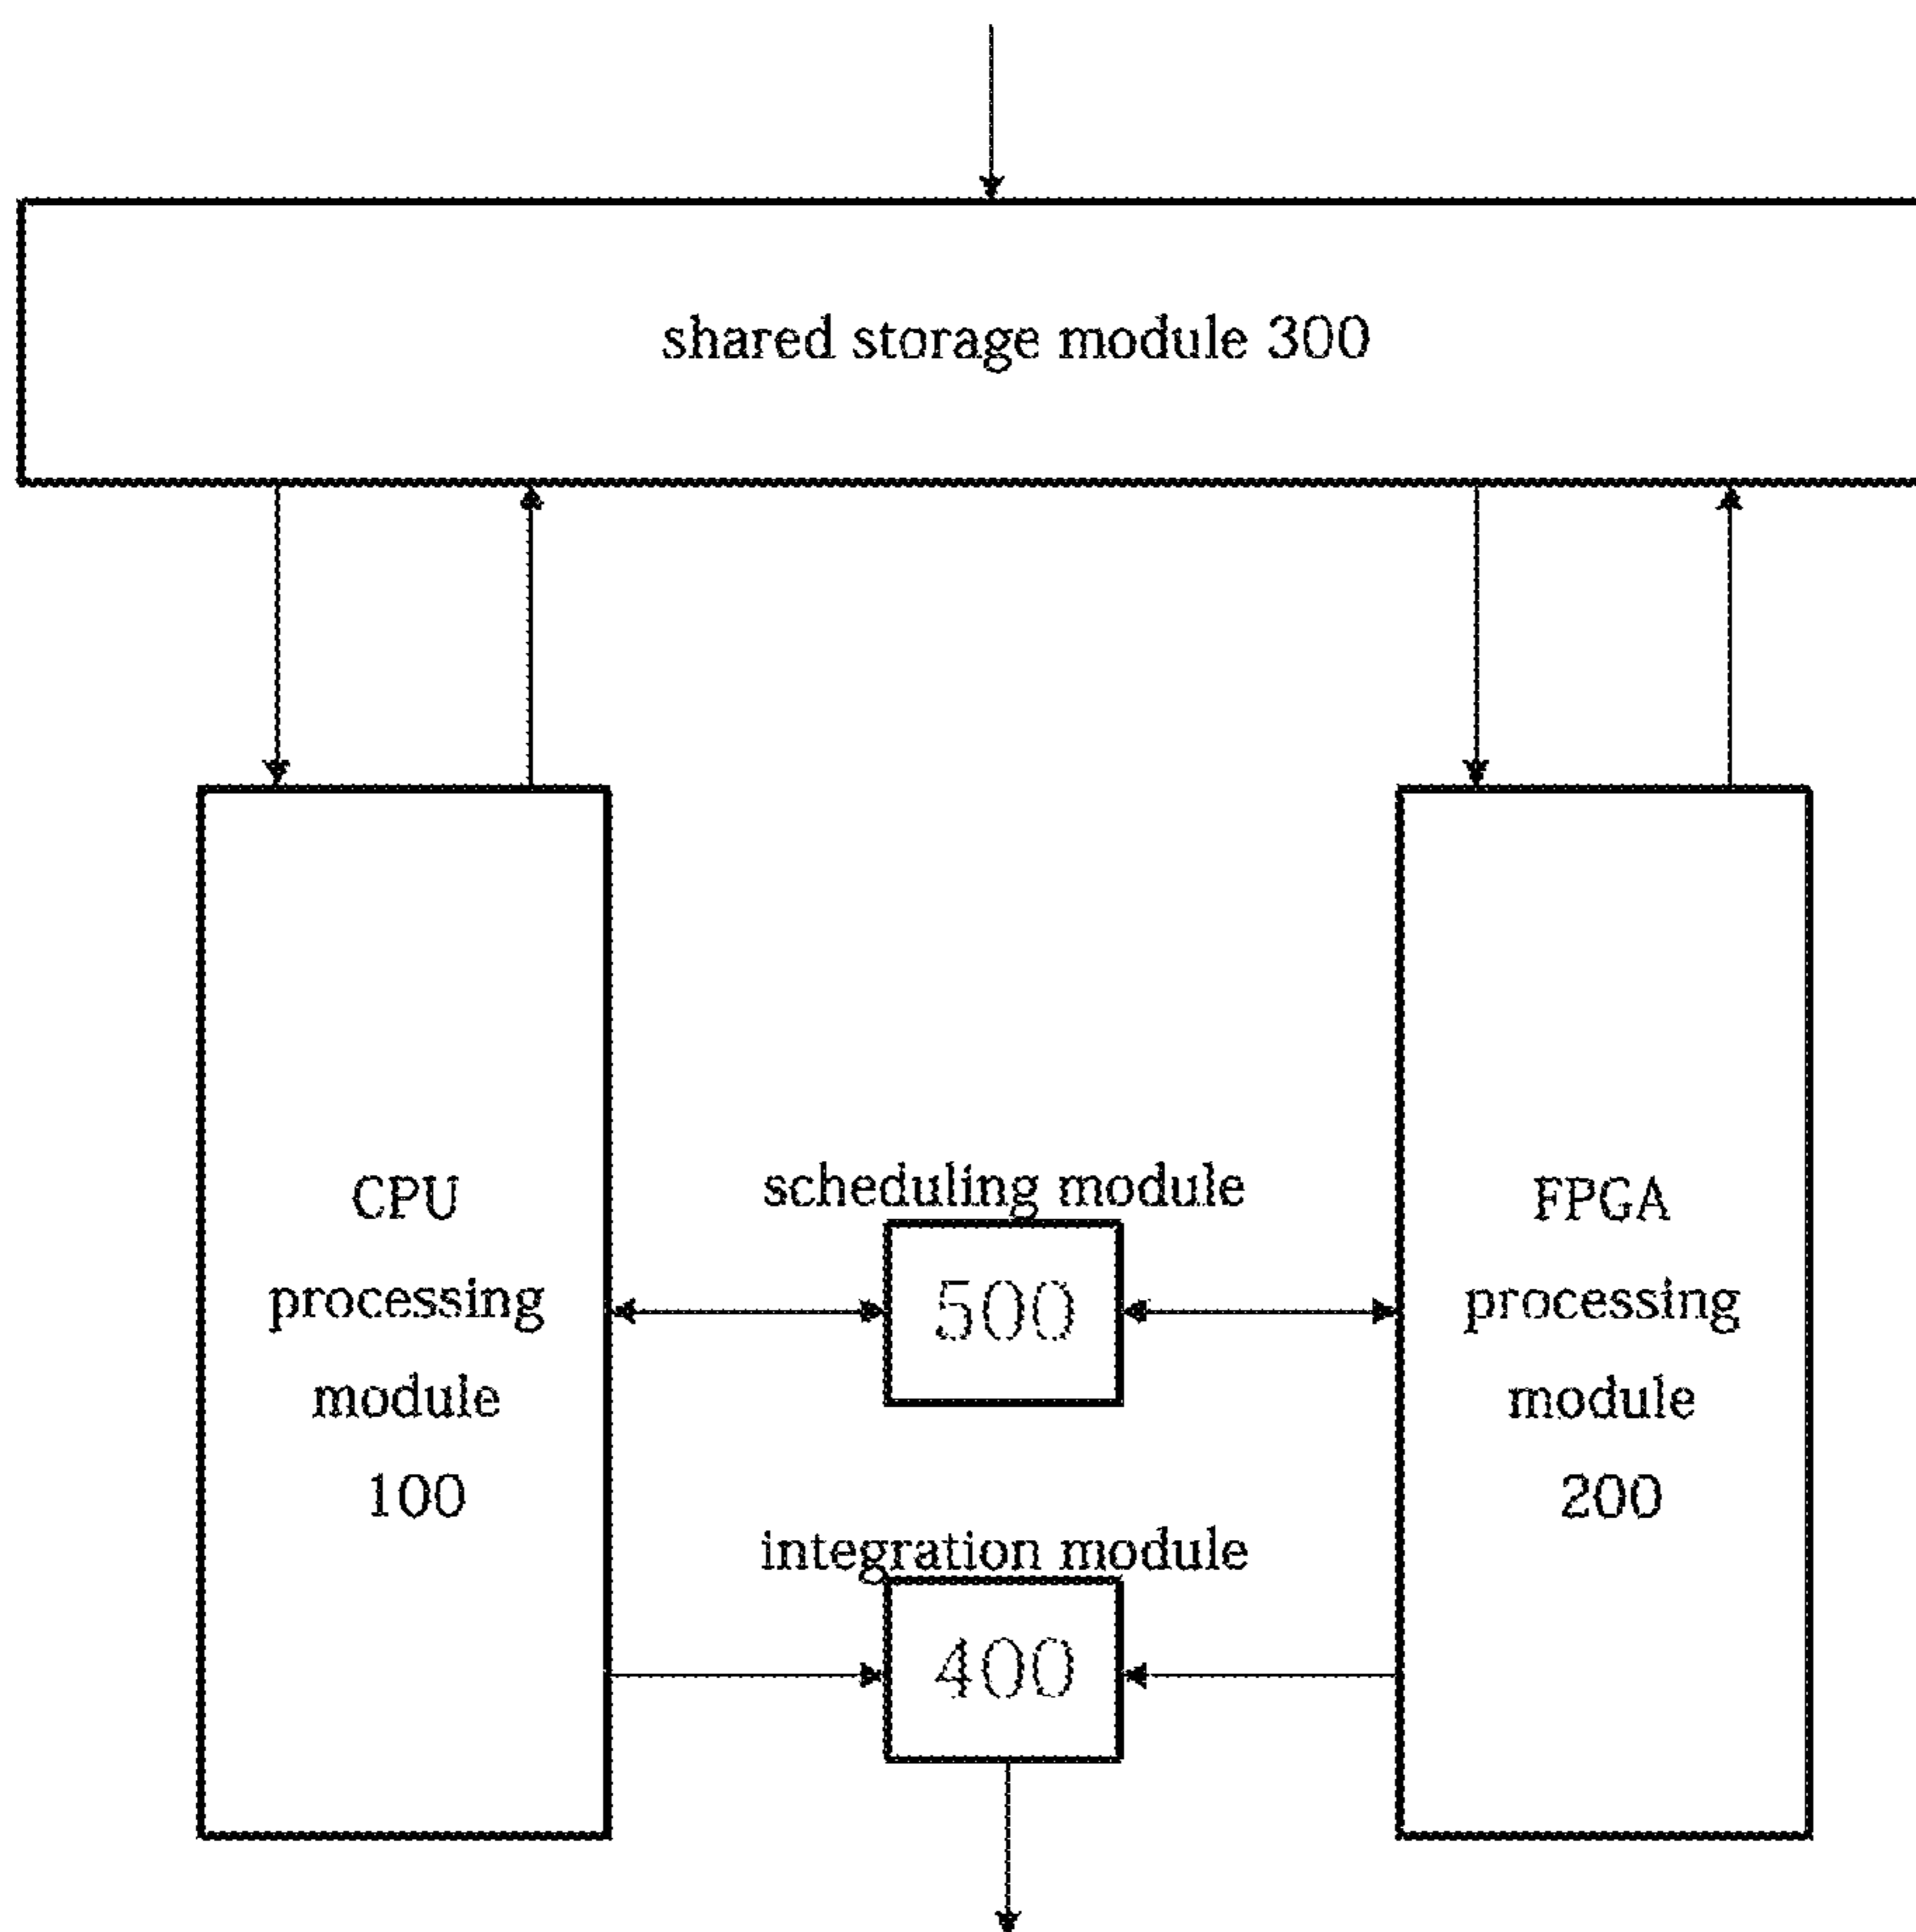 shared storage module 300
CPU
processing
module
100
scheduling module
500
integration module
400
FPGA
processing
module
200